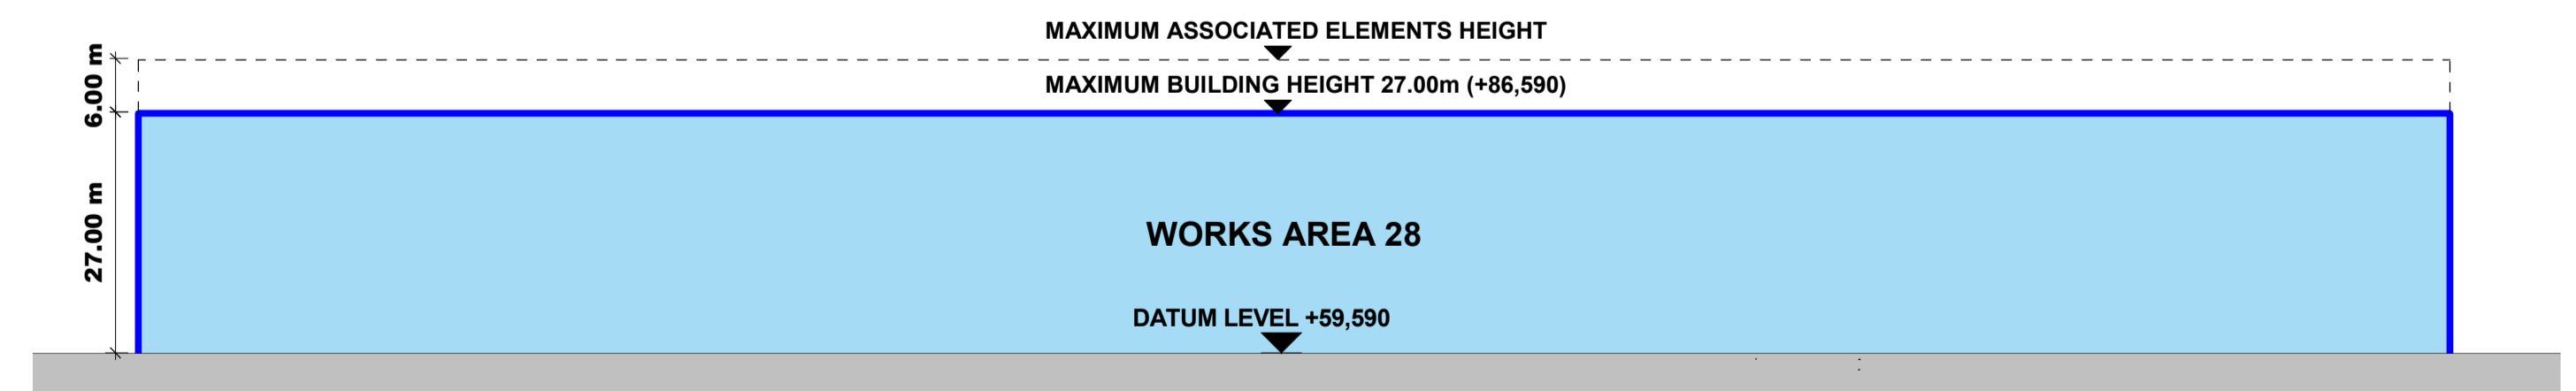 MAXIMUM ASSOCIATED ELEMENTS HEIGHT
6.00 m
MAXIMUM BUILDING HEIGHT 27.00m (+86,590)
27.00 m
WORKS AREA 28
DATUM LEVEL +59,590